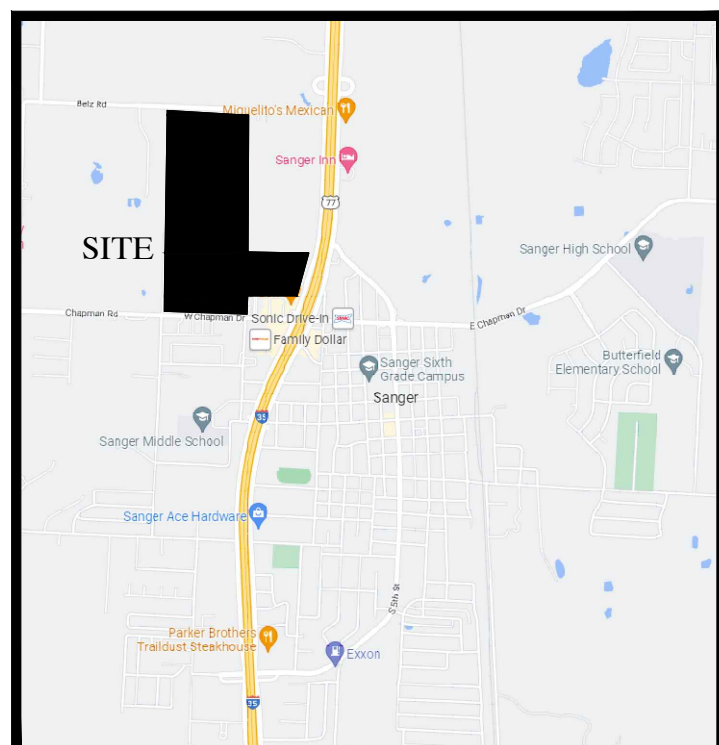 Belz Rd
Miguelito's Mexican
Sanger Inn
77
SITE
Sanger High School
Chapman Rd
W Chapman Dr
Sonic Drive-In
E Chapman Dr
Family Dollar
Butterfield
Elementary School
Sanger Sixth
Grade Campus
Sanger
35
Sanger Middle School
Sanger Ace Hardware
S 5th St
Parker Brothers
Traildust Steakhouse
Exxon
35